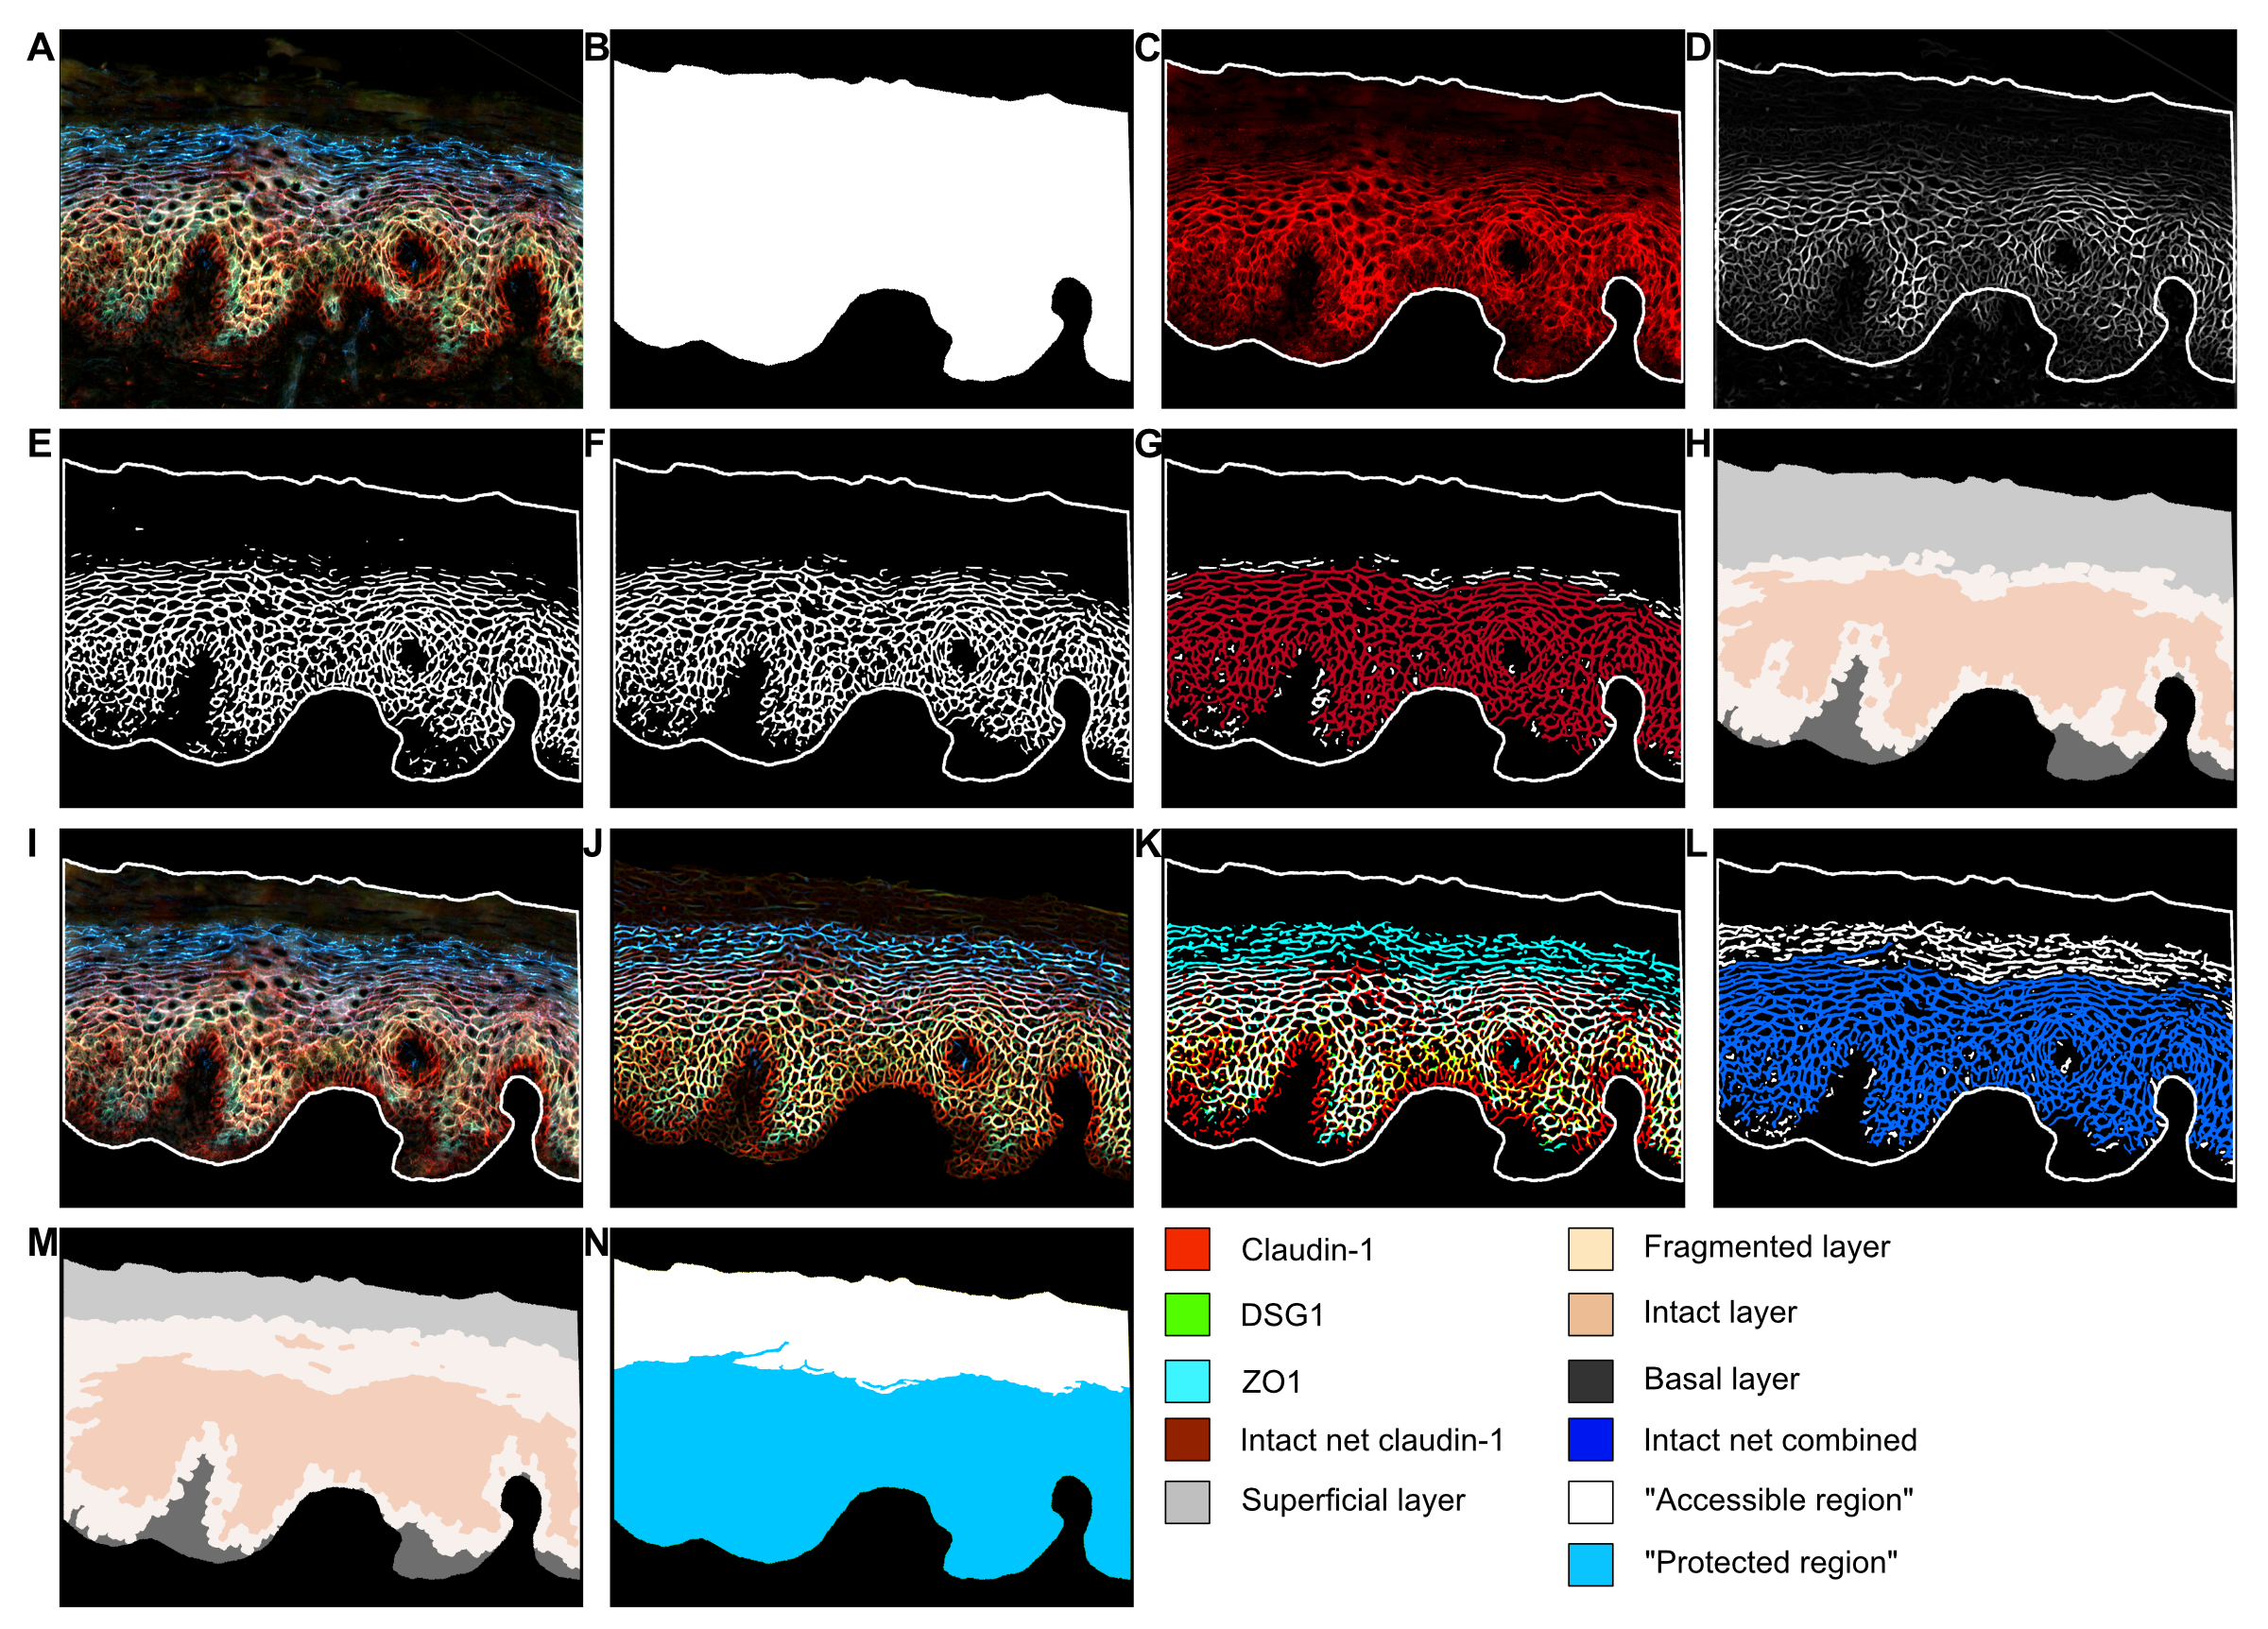 A B C D
E F G H
I J K L
M N
Claudin-1
DSG1
ZO1
Intact net claudin-1
Superficial layer
Fragmented layer
Intact layer
Basal layer
Intact net combined
"Accessible region"
"Protected region"